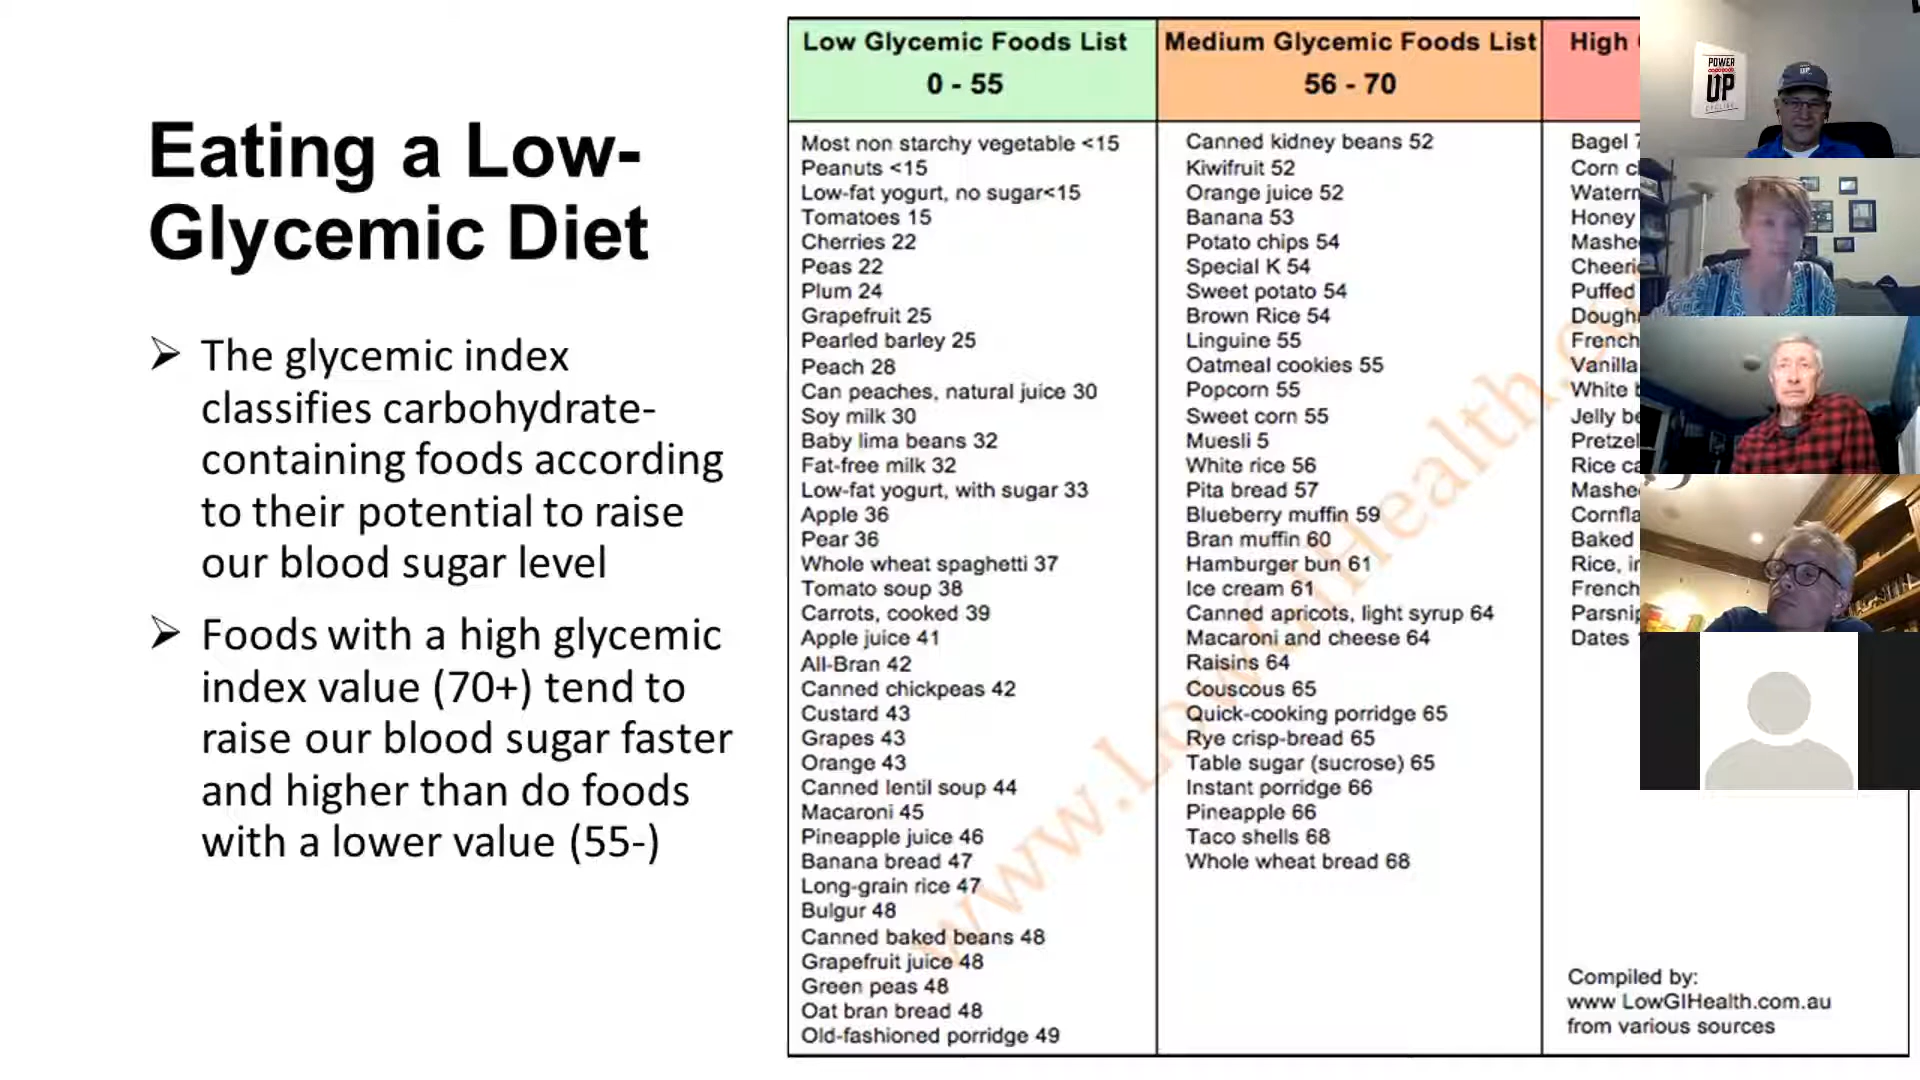 Eating a Low-
Glycemic Diet
The glycemic index
classifies carbohydrate-
containing foods according
to their potential to raise
our blood sugar level
Foods with a high glycemic
index value (70+) tend to
raise our blood sugar faster
and higher than do foods
with a lower value (55-)
Low Glycemic Foods List
0 - 55
Most non starchy vegetable <15
Peanuts <15
Low-fat yogurt, no sugar<15
Tomatoes 15
Cherries 22
Peas 22
Plum 24
Grapefruit 25
Pearled barley 25
Peach 28
Can peaches, natural juice 30
Soy milk 30
Baby lima beans 32
Fat-free milk 32
Low-fat yogurt, with sugar 33
Apple 36
Pear 36
Whole wheat spaghetti 37
Tomato soup 38
Carrots, cooked 39
Apple juice 41
All-Bran 42
Canned chickpeas 42
Custard 43
Grapes 43
Orange 43
Canned lentil soup 44
Macaroni 45
Pineapple juice 46
Banana bread 47
Long-grain rice 47
Bulgur 48
Canned baked beans 48
Grapefruit juice 48
Green peas 48
Oat bran bread 48
Old-fashioned porridge 49
Medium Glycemic Foods List
56 - 70
Canned kidney beans 52
Kiwifruit 52
Orange juice 52
Banana 53
Potato chips 54
Special K 54
Sweet potato 54
Brown Rice 54
Linguine 55
Oatmeal cookies 55
Popcorn 55
Sweet corn 55
Muesli 5
White rice 56
Pita bread 57
Blueberry muffin 59
Bran muffin 60
Hamburger bun 61
Ice cream 61
Canned apricots, light syrup 64
Macaroni and cheese 64
Raisins 64
Couscous 65
Quick-cooking porridge 65
Rye crisp-bread 65
Table sugar (sucrose) 65
Instant porridge 66
Pineapple 66
Taco shells 68
Whole wheat bread 68
High
Bagel
Corn
Honey
Puffed
French
Vanilla
White
Jelly
Rice
Baked
Rice,
French
Dates
Compiled by:
www LowGIHealth.com.au
from various sources
POWER
UP